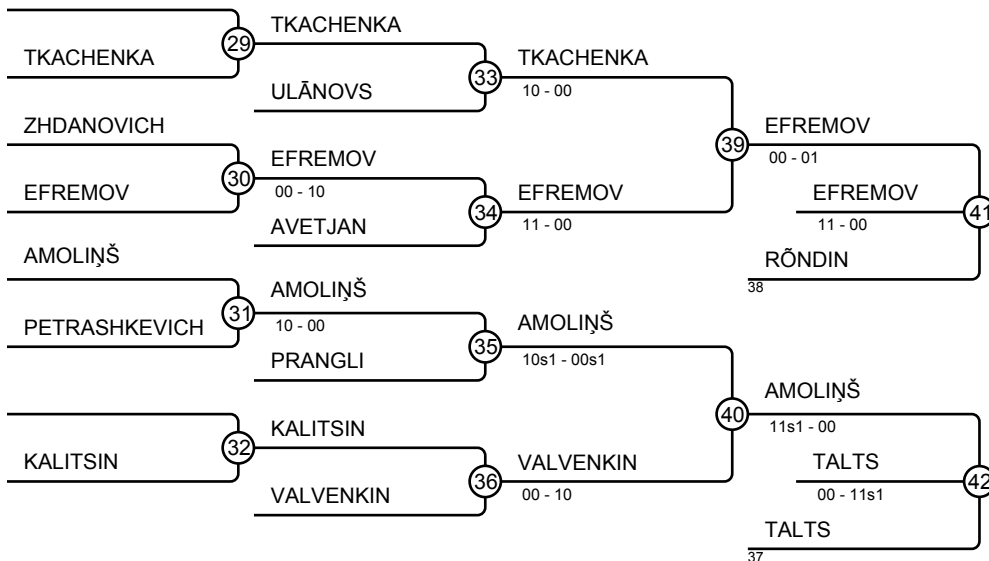 TKACHENKA
29
TKACHENKA
ULĀNOVS
33
TKACHENKA
10 - 00
ZHDANOVICH
30
EFREMOV
EFREMOV
00 - 10
AVETJAN
34
EFREMOV
11 - 00
39
EFREMOV
00 - 01
EFREMOV
11 - 00
41
RÕNDIN
38
AMOLIŅŠ
31
PETRASHKEVICH
AMOLIŅŠ
10 - 00
PRANGLI
35
AMOLIŅŠ
10s1 - 00s1
32
KALITSIN
KALITSIN
VALVENKIN
36
VALVENKIN
00 - 10
40
AMOLIŅŠ
11s1 - 00
TALTS
00 - 11s1
42
TALTS
37